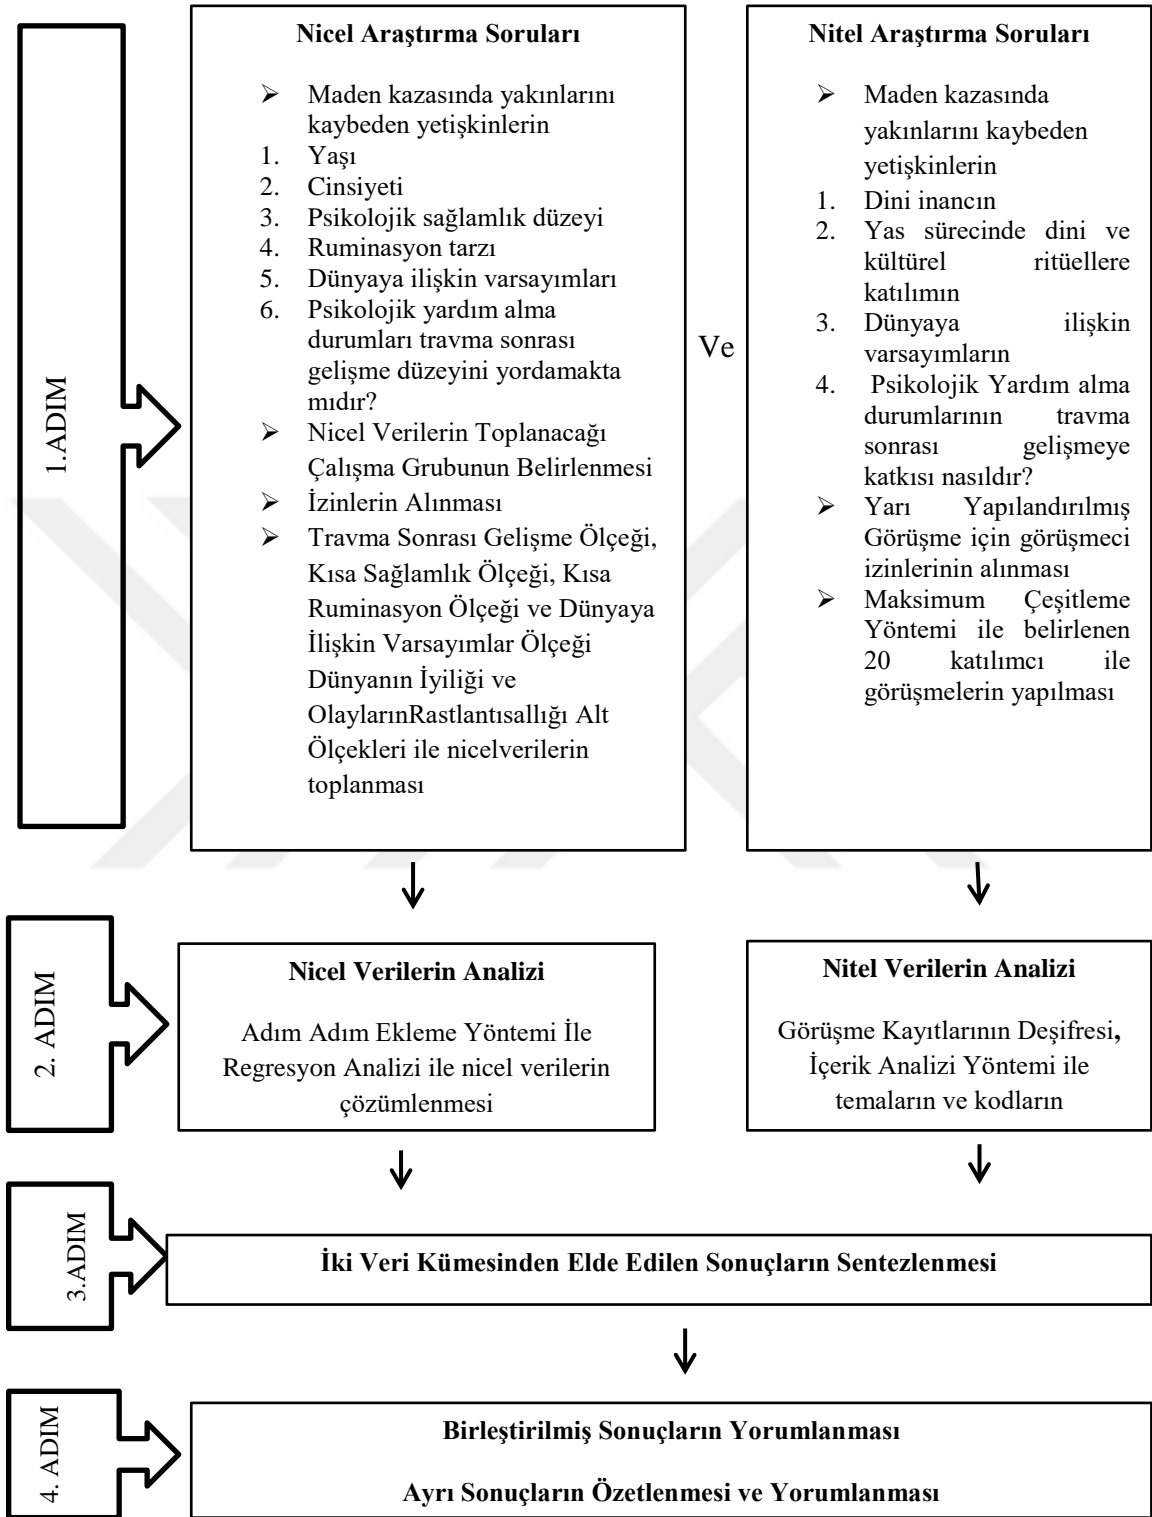 1.ADIM
Nicel Araştırma Soruları
➢ Maden kazasında yakınlarını
kaybeden yetişkinlerin
1. Yaşı
2. Cinsiyeti
3. Psikolojik sağlamlık düzeyi
4. Ruminasyon tarzı
5. Dünyaya ilişkin varsayımları
6. Psikolojik yardım alma
durumları travma sonrası
gelişme düzeyini yordamakta
mıdır?
➢ Nicel Verilerin Toplanacağı
Çalışma Grubunun Belirlenmesi
➢ İzinlerin Alınması
➢ Travma Sonrası Gelişme Ölçeği,
Kısa Sağlamlık Ölçeği, Kısa
Ruminasyon Ölçeği ve Dünyaya
İlişkin Varsayımlar Ölçeği
Dünyanın İyiliği ve
OlaylarınRastlantısallığı Alt
Ölçekleri ile nicelverilerin
toplanması
Ve
Nitel Araştırma Soruları
➢ Maden kazasında
yakınlarını kaybeden
yetişkinlerin
1. Dini inancın
2. Yas sürecinde dini ve
kültürel ritüellere
katılımın
3. Dünyaya ilişkin
varsayımların
4. Psikolojik Yardım alma
durumlarının travma
sonrası gelişmeye
katkısı nasıldır?
➢ Yarı Yapılandırılmış
Görüşme için görüşmeci
izinlerinin alınması
➢ Maksimum Çeşitleme
Yöntemi ile belirlenen
20 katılımcı ile
görüşmelerin yapılması
2. ADIM
Nicel Verilerin Analizi
Adım Adım Ekleme Yöntemi İle
Regresyon Analizi ile nicel verilerin
çözümlenmesi
Nitel Verilerin Analizi
Görüşme Kayıtlarının Deşifresi,
İçerik Analizi Yöntemi ile
temaların ve kodların
3.ADIM
İki Veri Kümesinden Elde Edilen Sonuçların Sentezlenmesi
4. ADIM
Birleştirilmiş Sonuçların Yorumlanması
Ayrı Sonuçların Özetlenmesi ve Yorumlanması